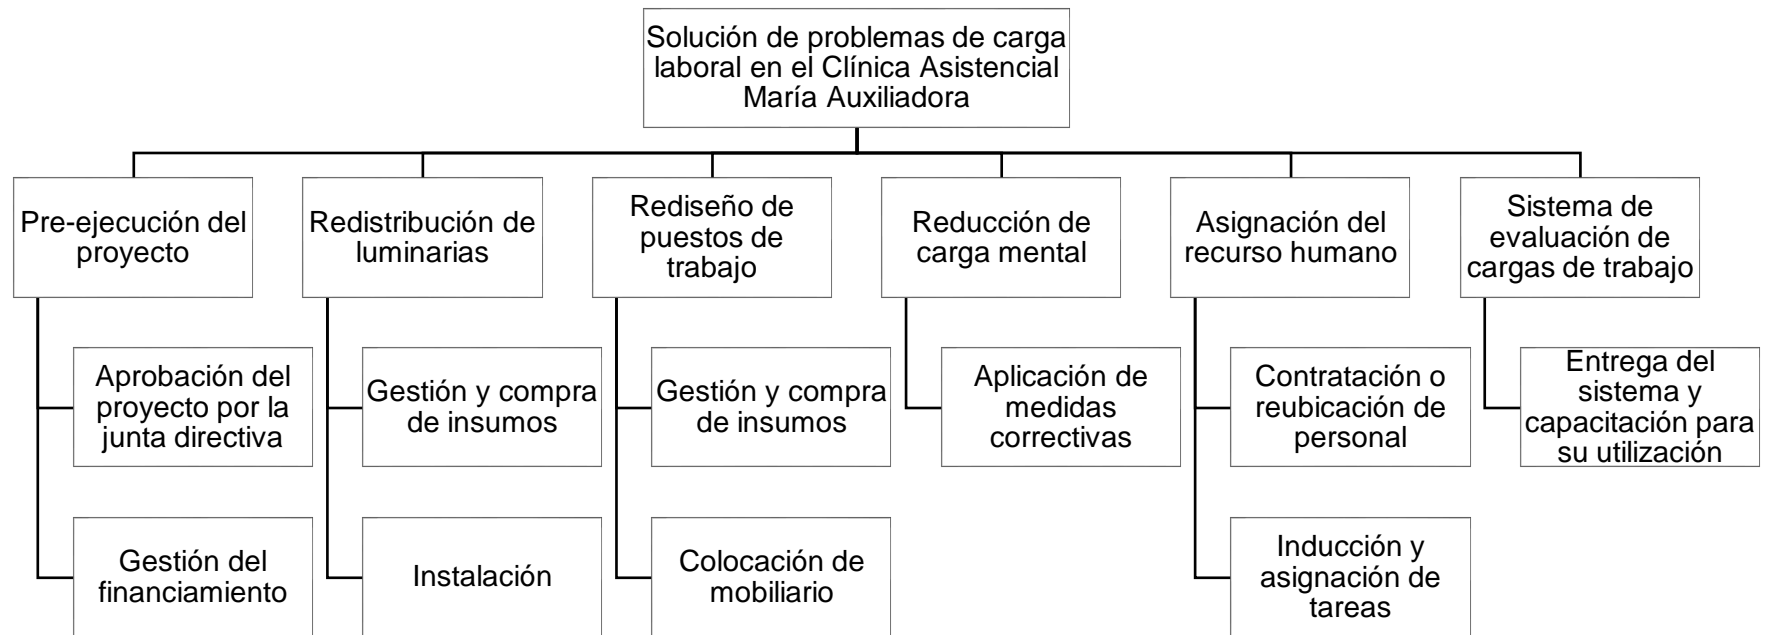 Solución de problemas de carga
laboral en el Clínica Asistencial
María Auxiliadora
Pre-ejecución del
proyecto
Redistribución de
luminarias
Rediseño de
puestos de
trabajo
Reducción de
carga mental
Asignación del
recurso humano
Sistema de
evaluación de
cargas de trabajo
Aprobación del
proyecto por la
junta directiva
Gestión y compra
de insumos
Gestión y compra
de insumos
Aplicación de
medidas
correctivas
Contratación o
reubicación de
personal
Entrega del
sistema y
capacitación para
su utilización
Gestión del
financiamiento
Instalación
Colocación de
mobiliario
Inducción y
asignación de
tareas